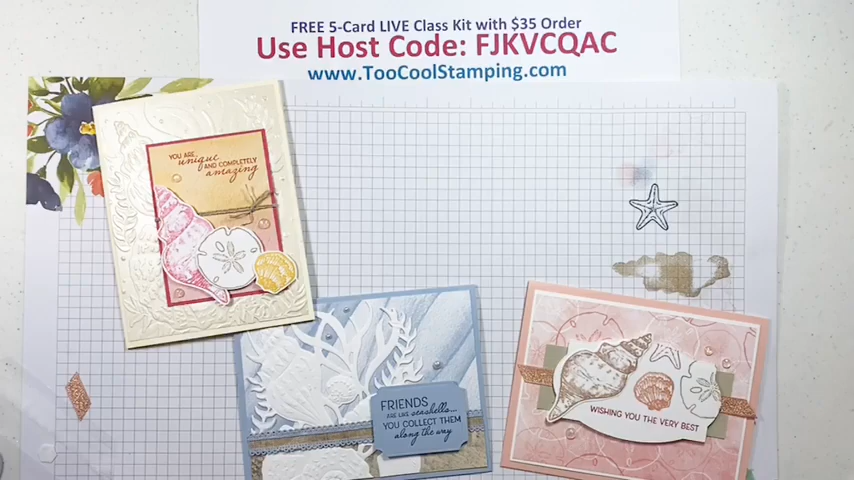 FREE 5-Card LIVE Class Kit with $35 Order
Use Host Code: FJKVCQAC
www.TooCoolStamping.com
YOU ARE
unique
AND COMPLETELY
amazing
FRIENDS
ARE LIKE seashells...
YOU COLLECT THEM
along the way
WISHING YOU THE VERY BEST